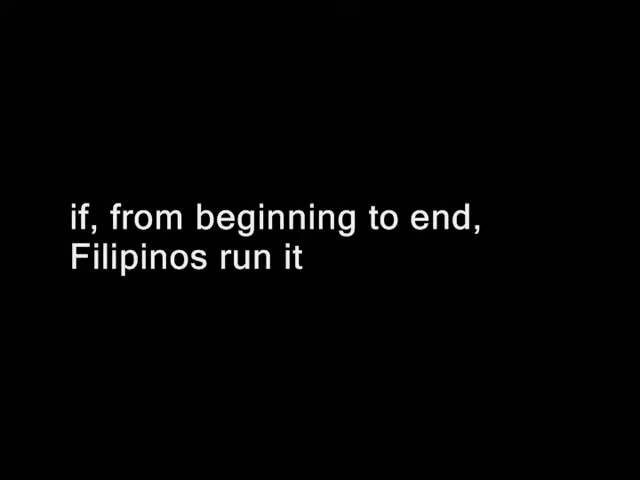 if, from beginning to end,
Filipinos run it